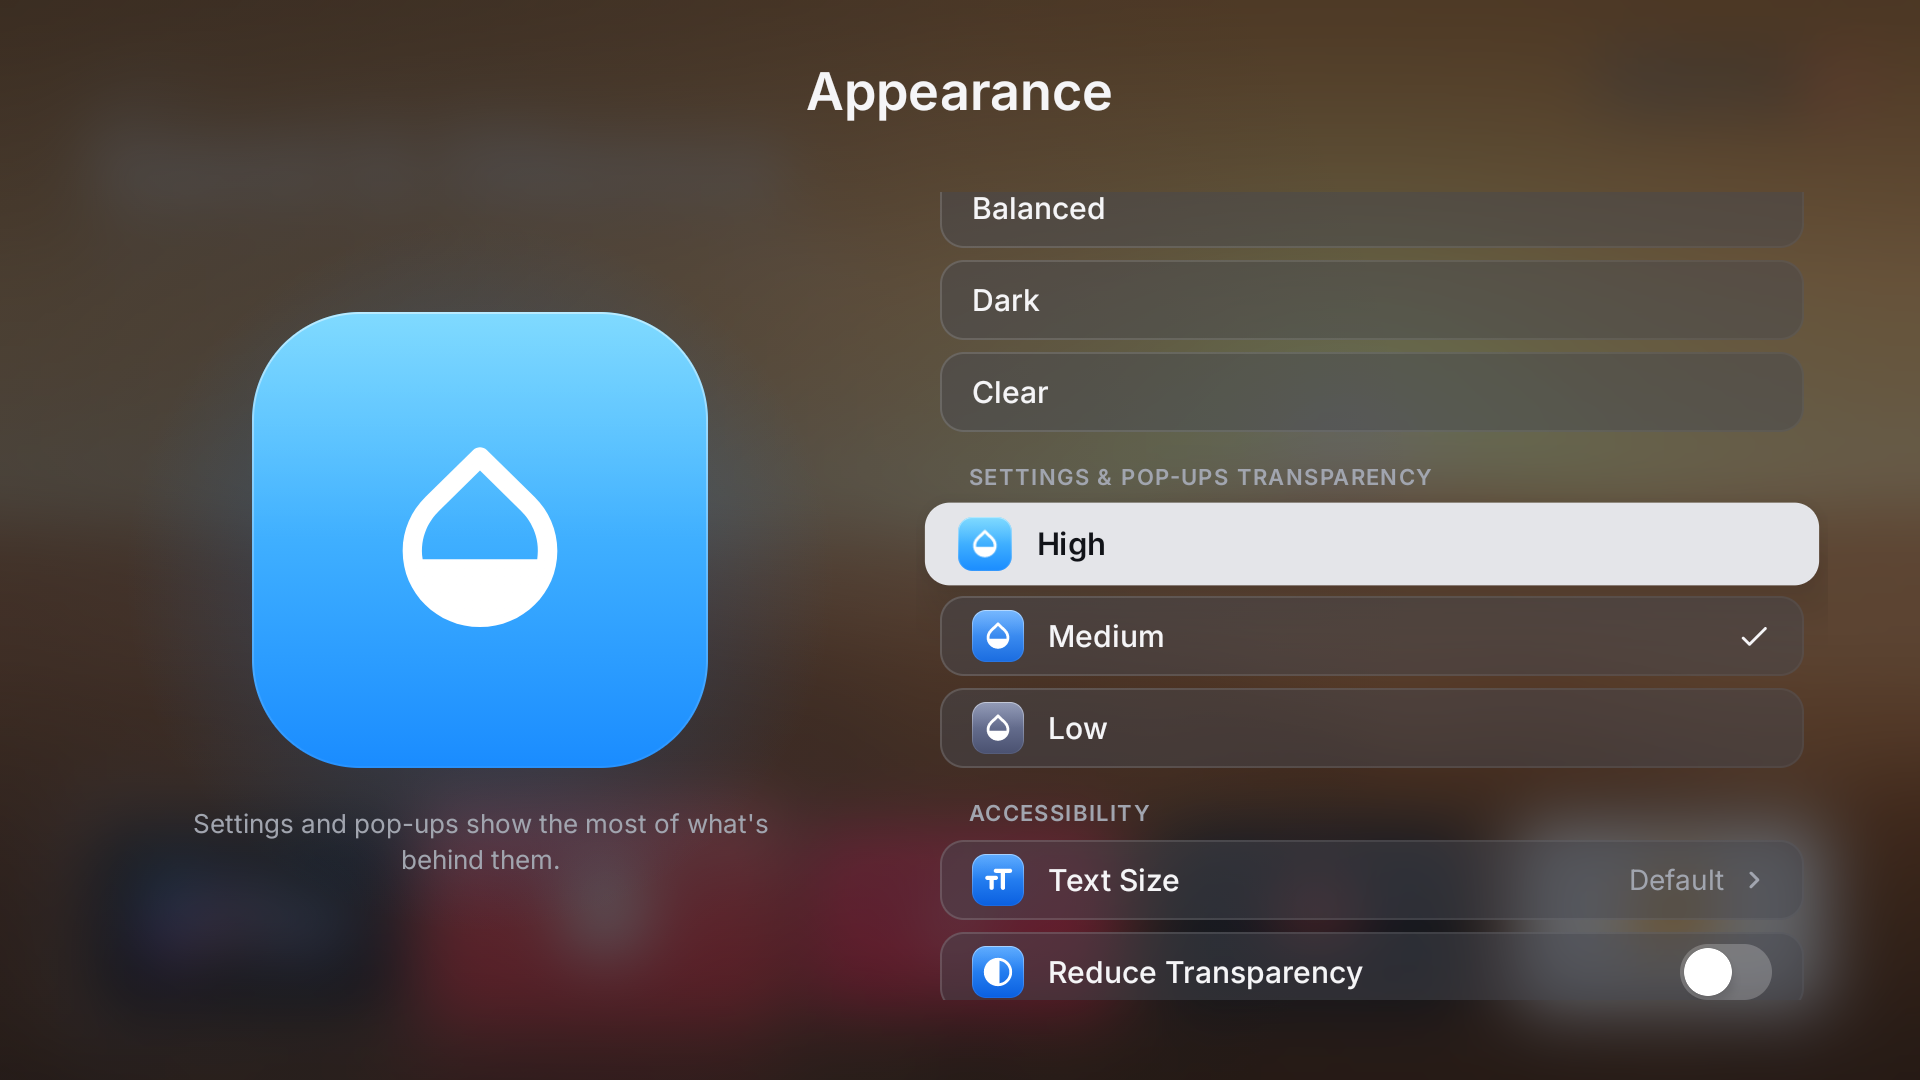 Appearance
Balanced
Dark
Clear
SETTINGS & POP-UPS TRANSPARENCY
High
Medium
Low
Settings and pop-ups show the most of what's
behind them.
ACCESSIBILITY
Text Size Default
Reduce Transparency